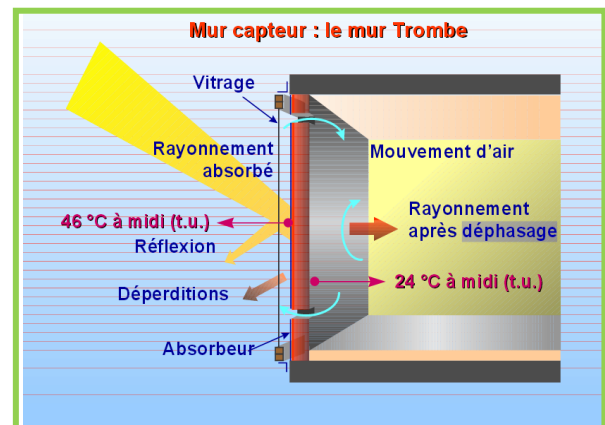 Mur capteur : le mur Trombe
Vitrage
Rayonnement
absorbé
Mouvement d'air
46 °C à midi (t.u.)
Réflexion
Rayonnement
après déphasage
Déperditions
24 °C à midi (t.u.)
Absorbeur